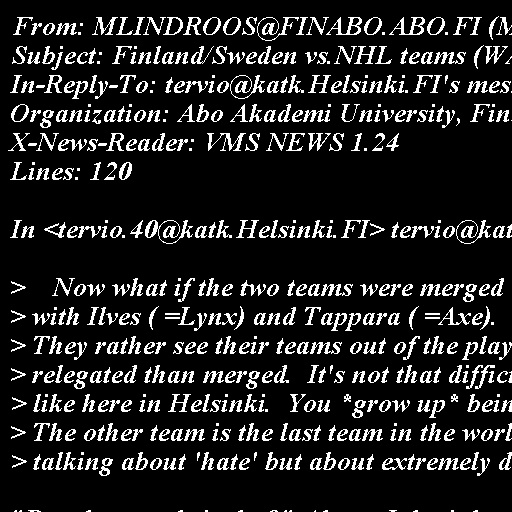 From: MLINDROOS@FINABO.ABO.FI (M
Subject: Finland/Sweden vs.NHL teams (WA
In-Reply-To: tervio@katk.Helsinki.FI's mes
Organization: Abo Akademi University, Fin
X-News-Reader: VMS NEWS 1.24
Lines: 120
In <tervio.40@katk.Helsinki.FI> tervio@kat
> Now what if the two teams were merged
> with Ilves ( =Lynx) and Tappara ( =Axe).
> They rather see their teams out of the play
> relegated than merged. It's not that diffic
> like here in Helsinki. You *grow up* bein
> The other team is the last team in the worl
> talking about 'hate' but about extremely d